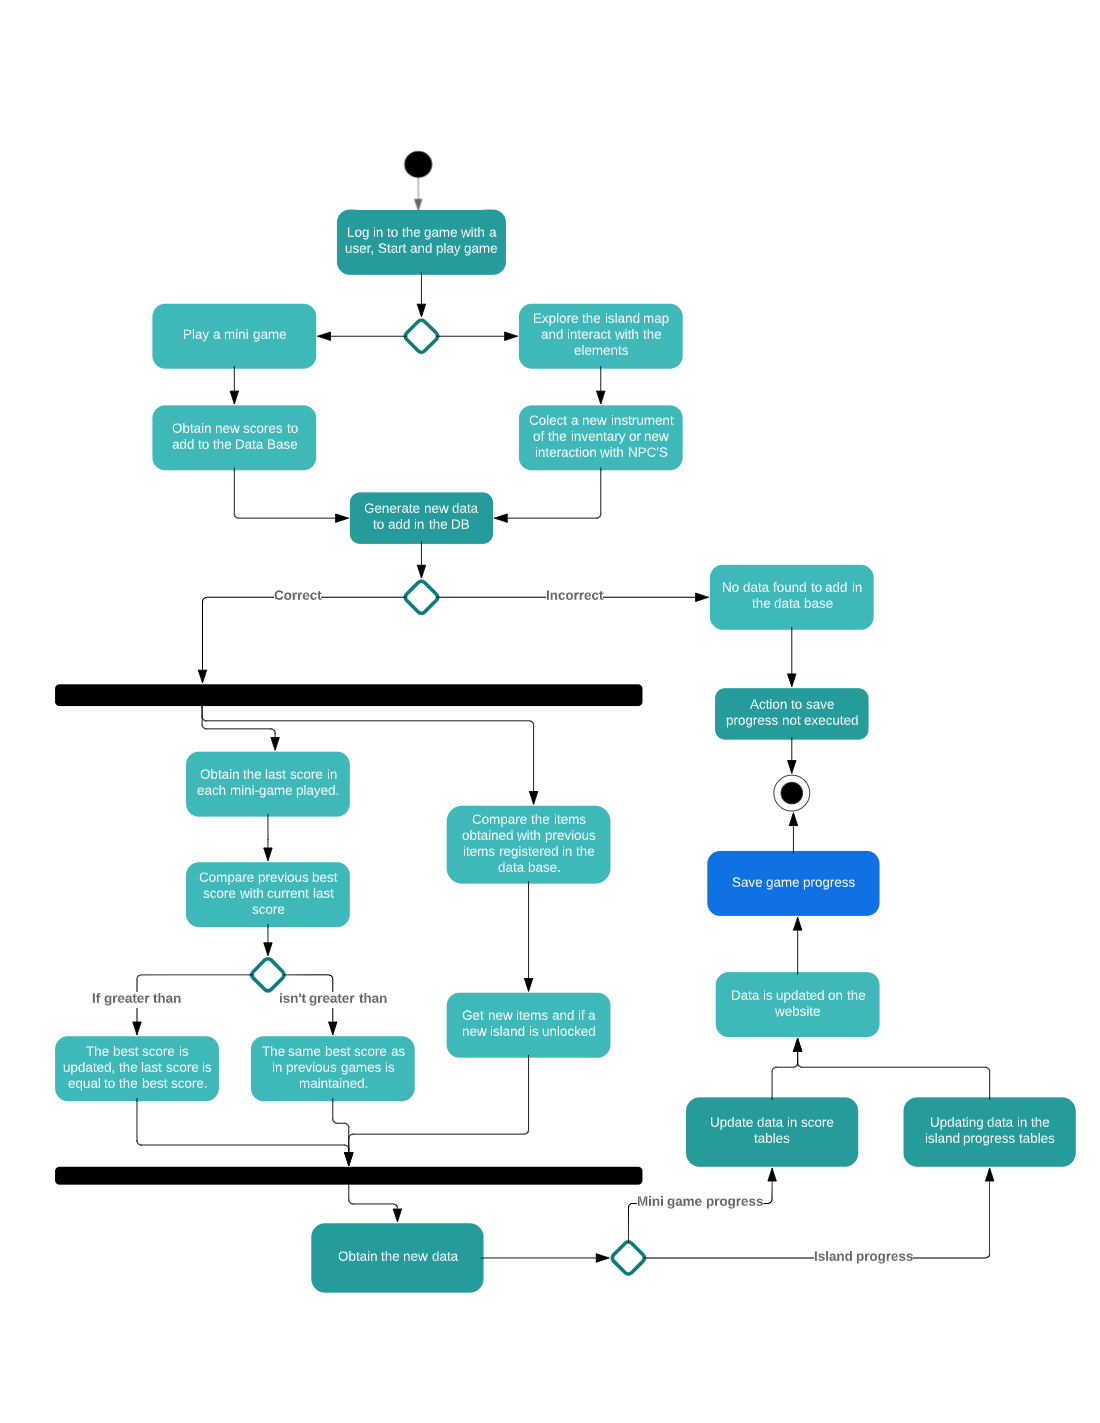 Log in to the game with a
user, Start and play game
Play a mini game
Explore the island map
and interact with the
elements
Obtain new scores to
add to the Data Base
Colect a new instrument
of the inventary or new
interaction with NPC'S
Generate new data
to add in the DB
Correct
Incorrect
No data found to add in
the data base
Action to save
progress not executed
Obtain the last score in
each mini-game played.
Compare the items
obtained with previous
items registered in the
data base.
Compare previous best
score with current last
score
Save game progress
If greater than
isn't greater than
Data is updated on the
website
Get new items and if a
new island is unlocked
The best score is
updated, the last score is
equal to the best score.
The same best score as
in previous games is
maintained.
Update data in score
tables
Updating data in the
island progress tables
Mini game progress
Obtain the new data
Island progress